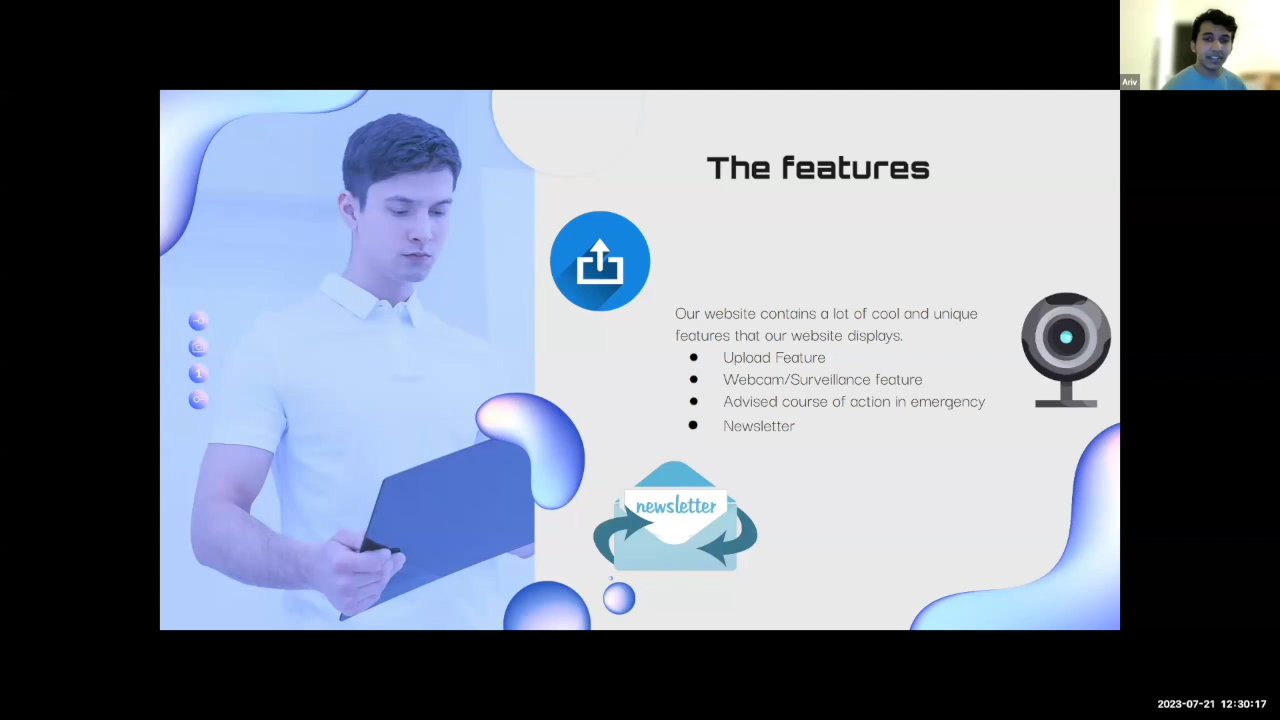 Ariv
The features
Our website contains a lot of cool and unique
features that our website displays.
● Upload Feature
● Webcam/Surveillance feature
● Advised course of action in emergency
● Newsletter
newsletter
2023-07-21 12:30:17